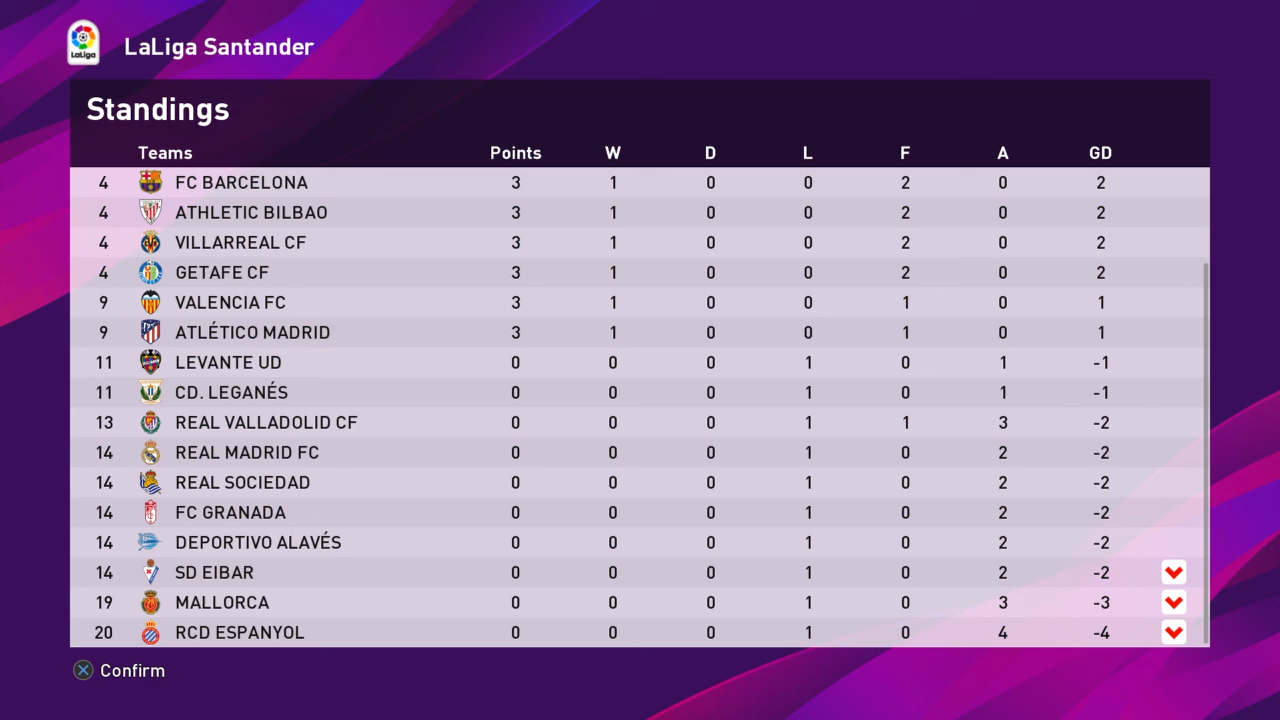 LaLiga
LaLiga Santander
Standings
Teams Points W D L F A GD
4 FC BARCELONA 3 1 0 0 2 0 2
4 ATHLETIC BILBAO 3 1 0 0 2 0 2
4 VILLARREAL CF 3 1 0 0 2 0 2
4 GETAFE CF 3 1 0 0 2 0 2
9 VALENCIA FC 3 1 0 0 1 0 1
9 ATLÉTICO MADRID 3 1 0 0 1 0 1
11 LEVANTE UD 0 0 0 1 0 1 -1
11 CD. LEGANÉS 0 0 0 1 0 1 -1
13 REAL VALLADOLID CF 0 0 0 1 1 3 -2
14 REAL MADRID FC 0 0 0 1 0 2 -2
14 REAL SOCIEDAD 0 0 0 1 0 2 -2
14 FC GRANADA 0 0 0 1 0 2 -2
14 DEPORTIVO ALAVÉS 0 0 0 1 0 2 -2
14 SD EIBAR 0 0 0 1 0 2 -2
19 MALLORCA 0 0 0 1 0 3 -3
20 RCD ESPANYOL 0 0 0 1 0 4 -4
Confirm